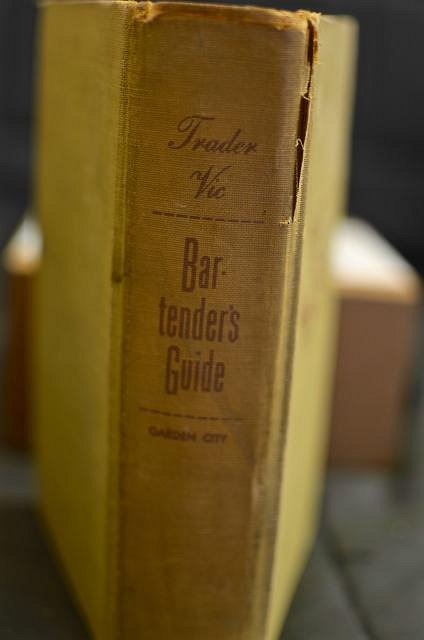 Trader
Vic
Bar-
tender's
Guide
GARDEN CITY